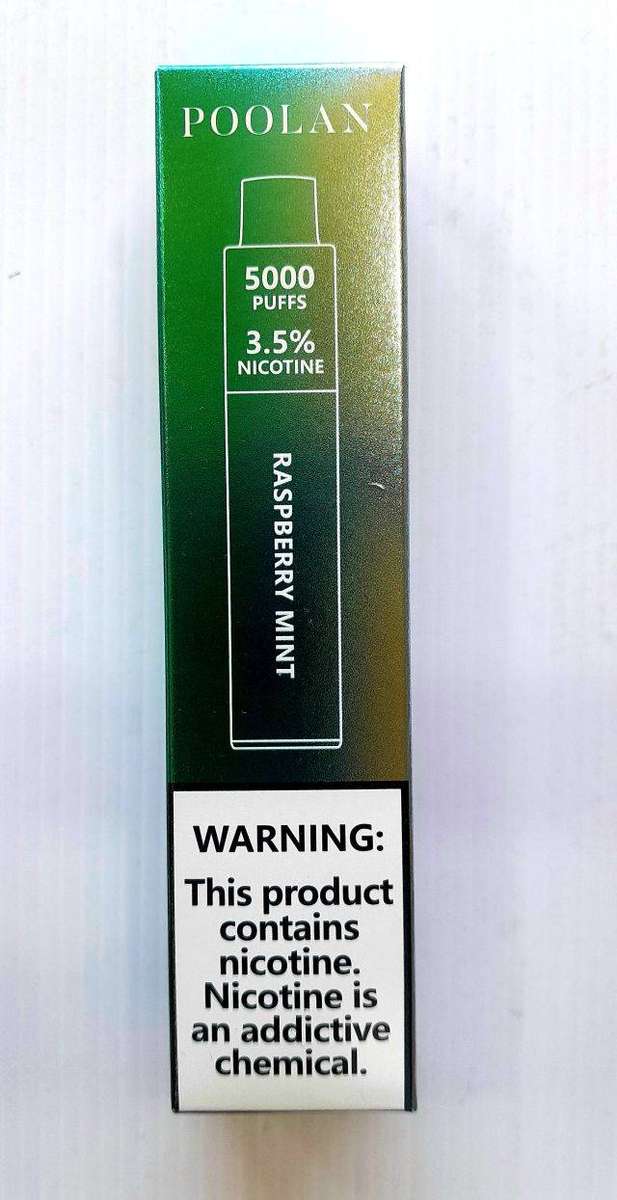 POOLAN
5000
PUFFS
3.5%
NICOTINE
RASPBERRY MINT
WARNING:
This product
contains
nicotine.
Nicotine is
an addictive
chemical.